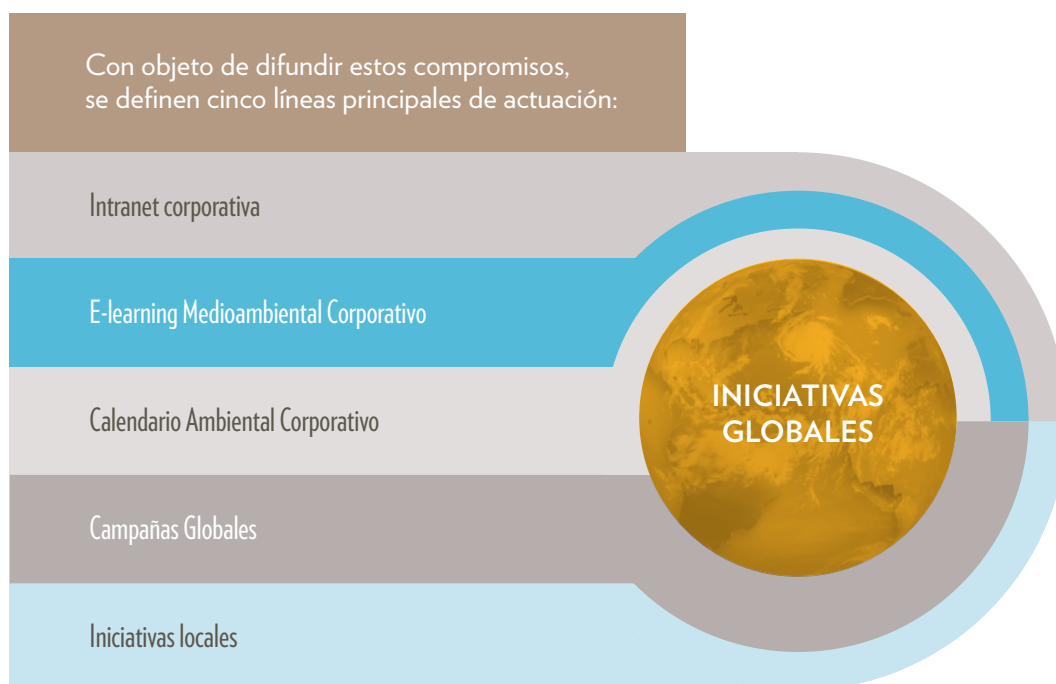 Con objeto de difundir estos compromisos,
se definen cinco líneas principales de actuación:
Intranet corporativa
E-learning Medioambiental Corporativo
Calendario Ambiental Corporativo
Campañas Globales
Iniciativas locales
INICIATIVAS
GLOBALES